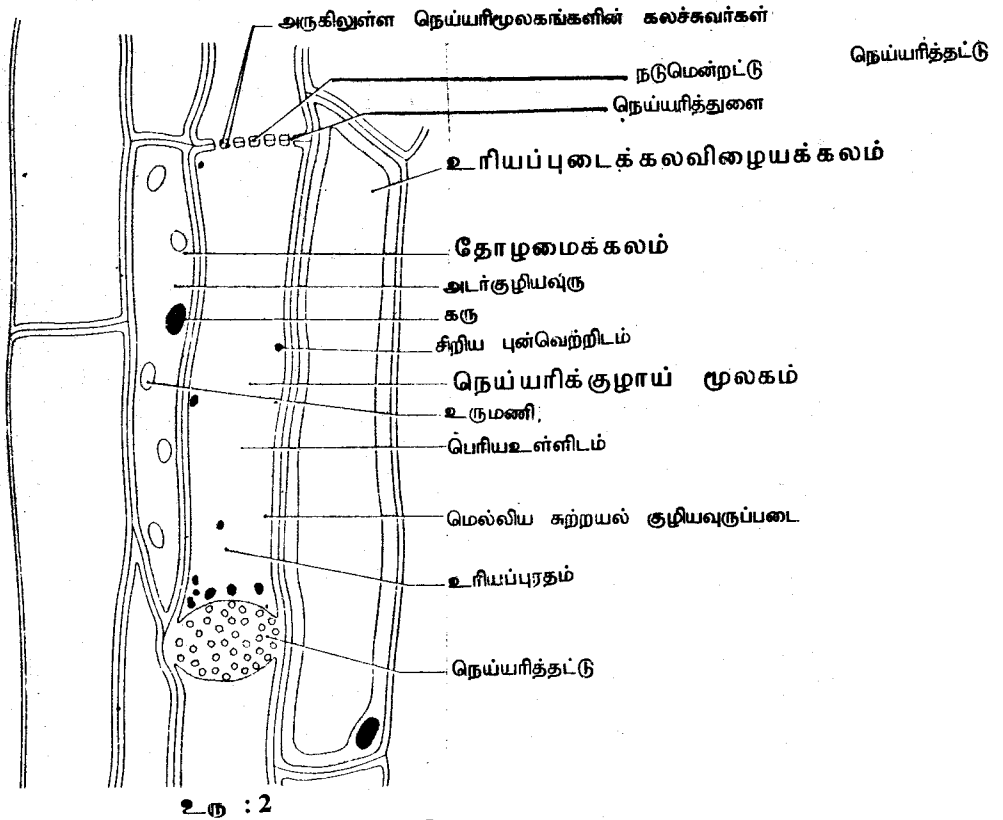 அருகிலுள்ள நெய்யரிமூலகங்களின் கலச்சுவர்கள்
நடுமென்றட்டு
நெய்யரித்தட்டு
நெய்யரித்துளை
உரியப்புடைக்கலவிழையக்கலம்
தோழமைக்கலம்
அடர்குழியவுரு
கரு
சிறிய புன்வெற்றிடம்
நெய்யரிக்குழாய் மூலகம்
உருமணி;
பெரியஉள்ளிடம்
மெல்லிய சுற்றயல் குழியவுருப்படை
உரியப்புரதம்
நெய்யரித்தட்டு
உரு : 2